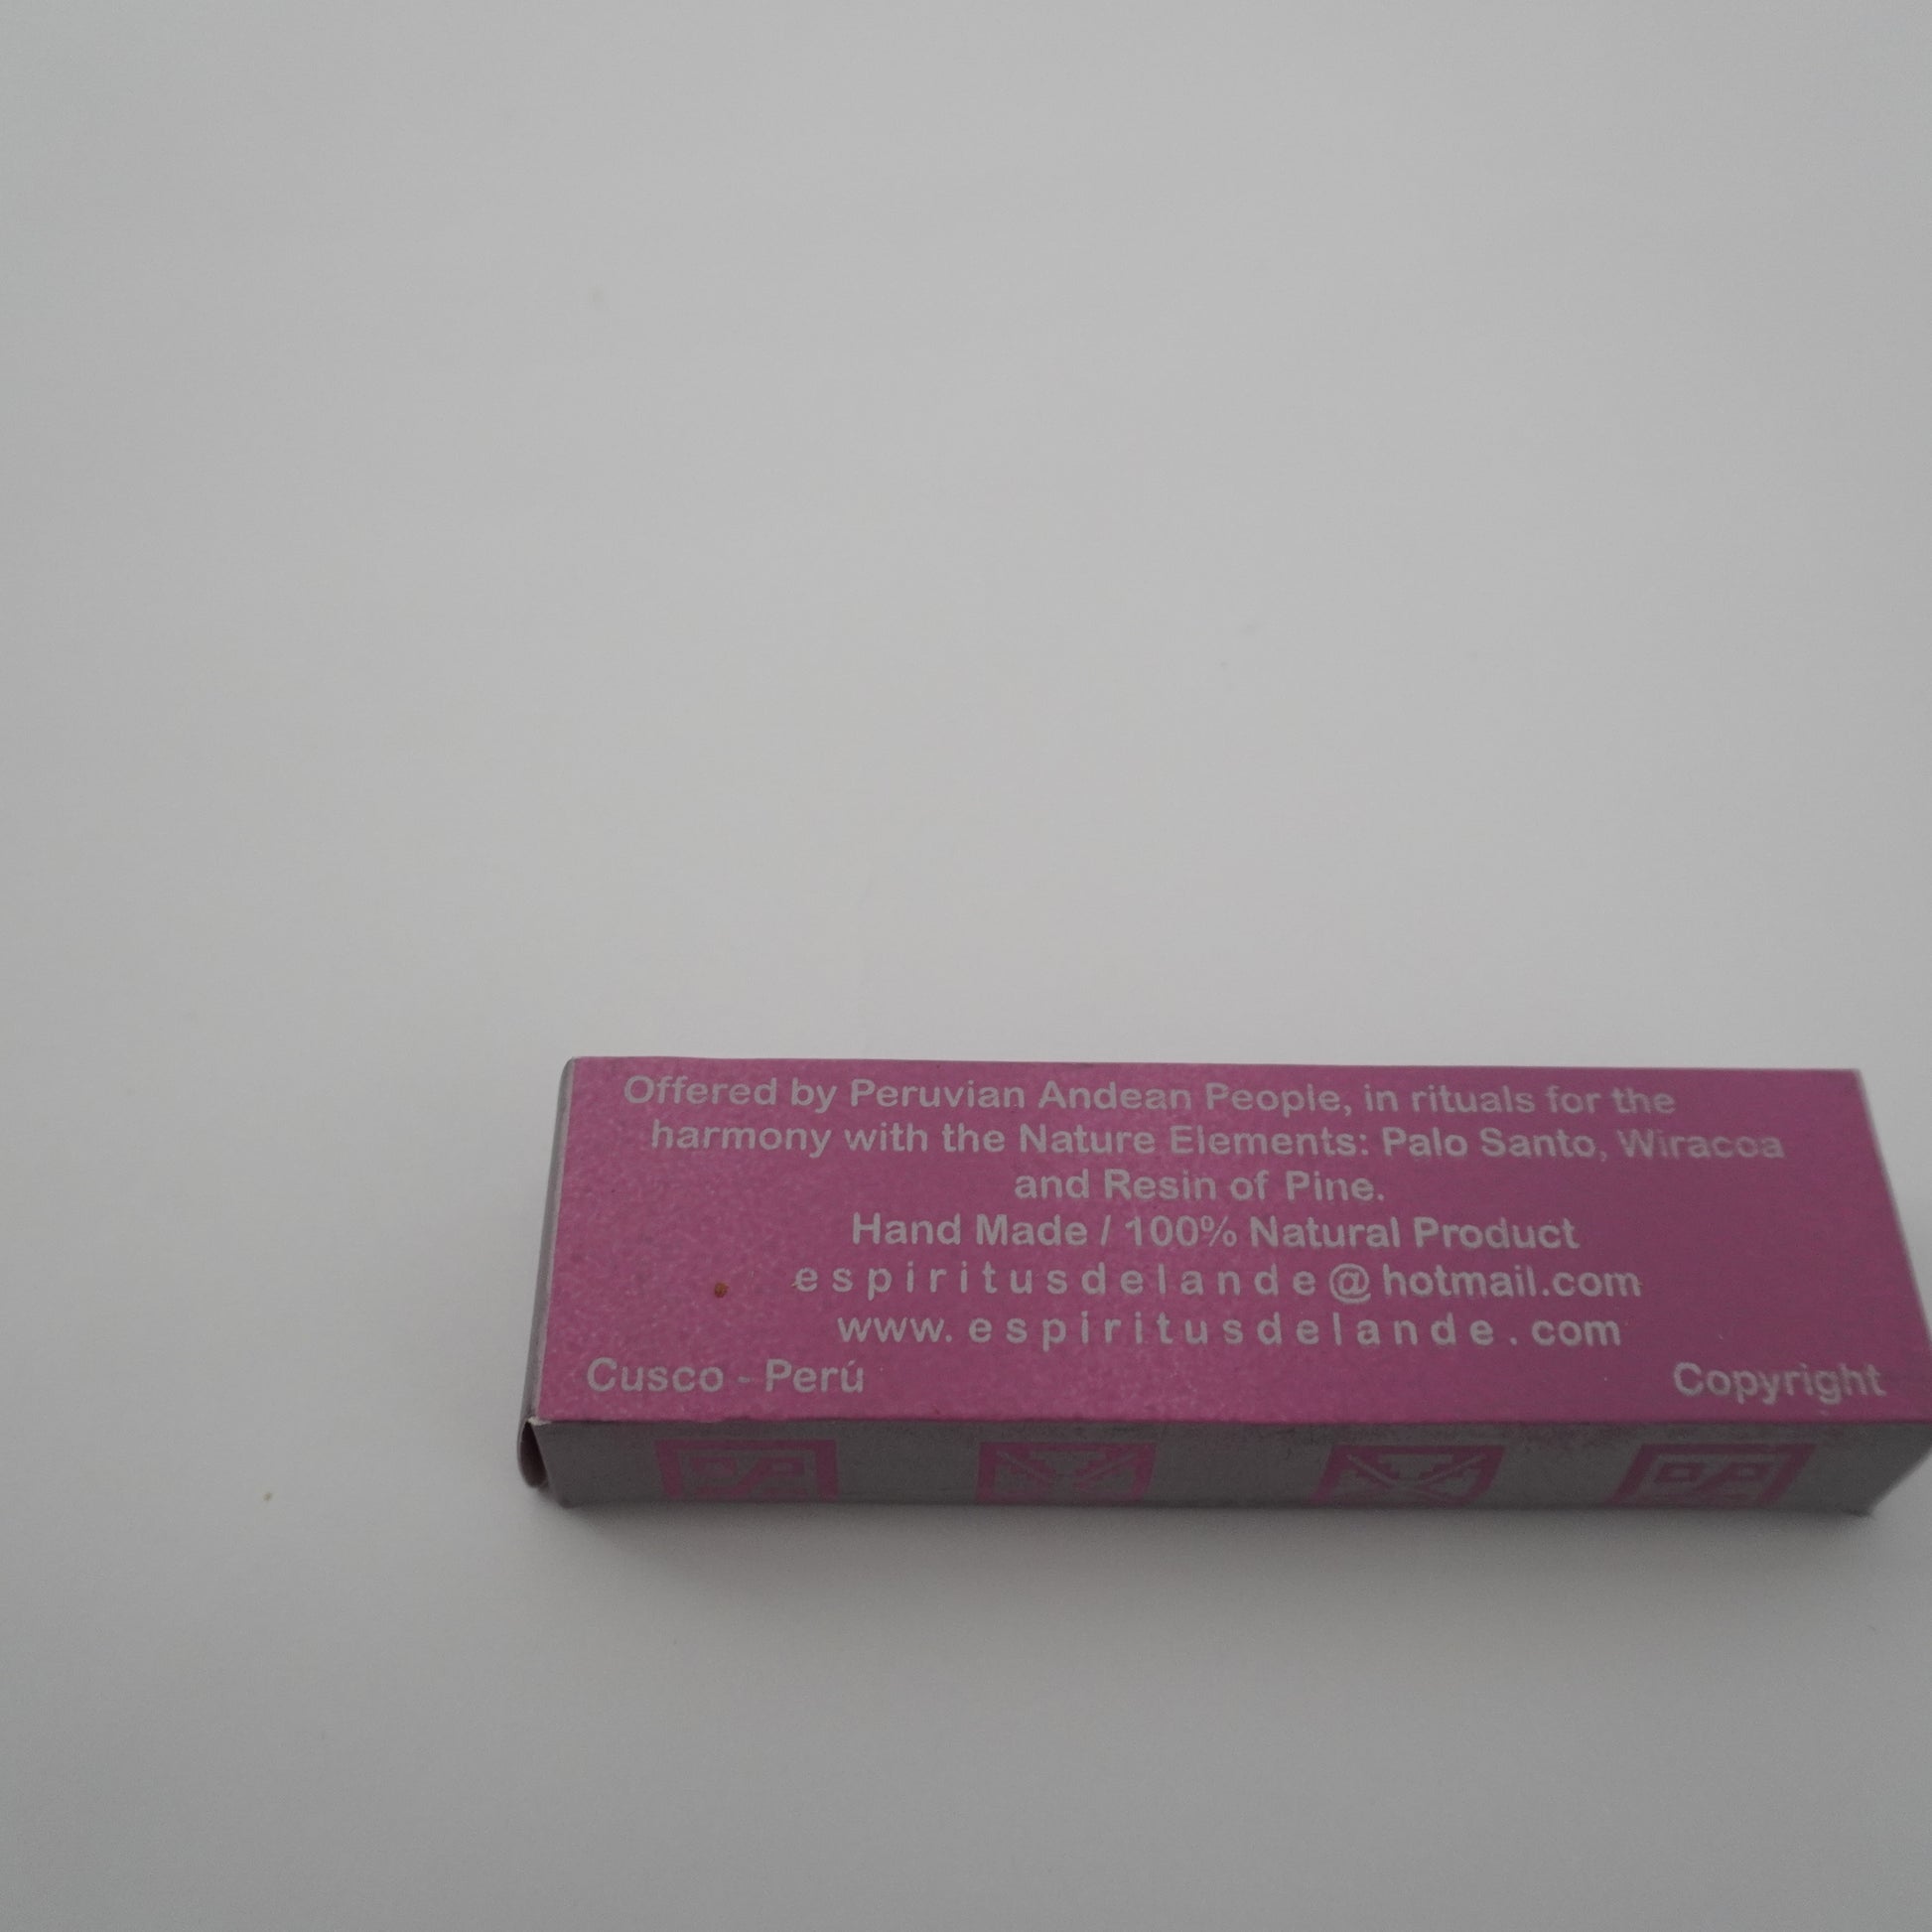 Offered by Peruvian Andean People, in rituals for the
harmony with the Nature Elements: Palo Santo, Wiracoa
and Resin of Pine.
Hand Made / 100% Natural Product
espiritusdelande@hotmail.com
www.espiritusdelande.com
Cusco - Perú
Copyright